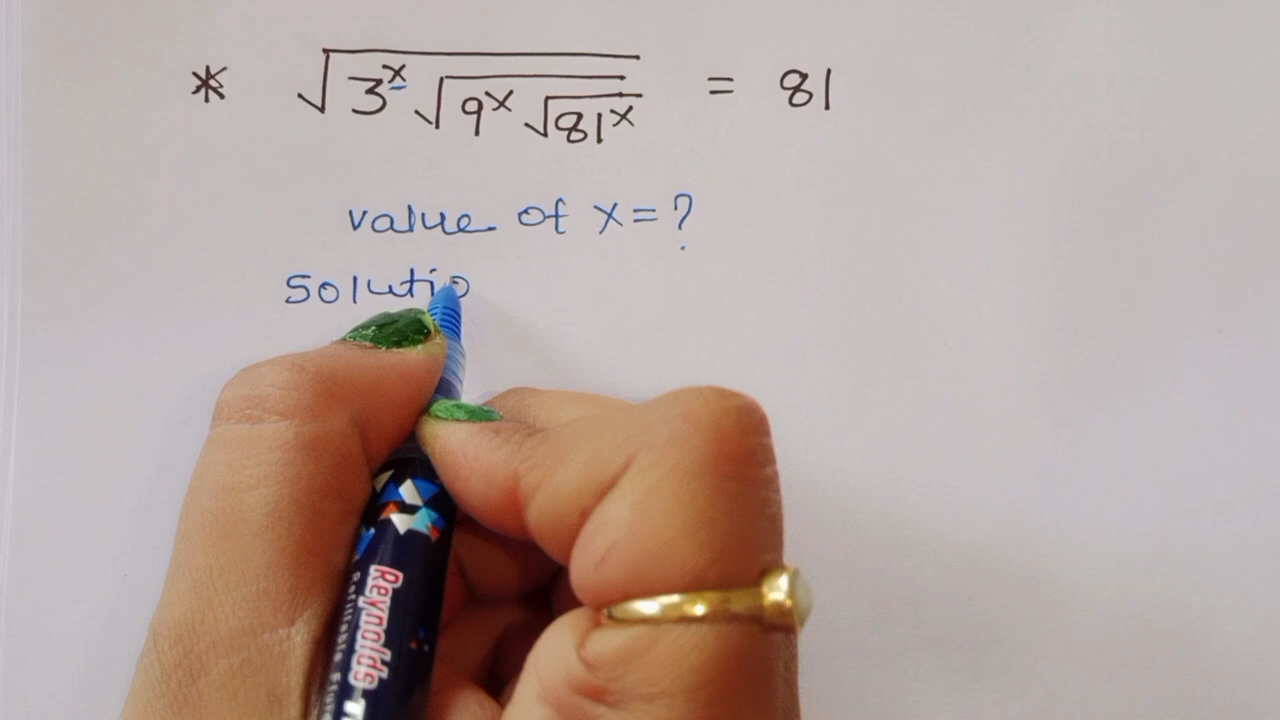 * √(3^x √(9^x √(81^x))) = 81
value of x = ?
Solutio
Reynolds